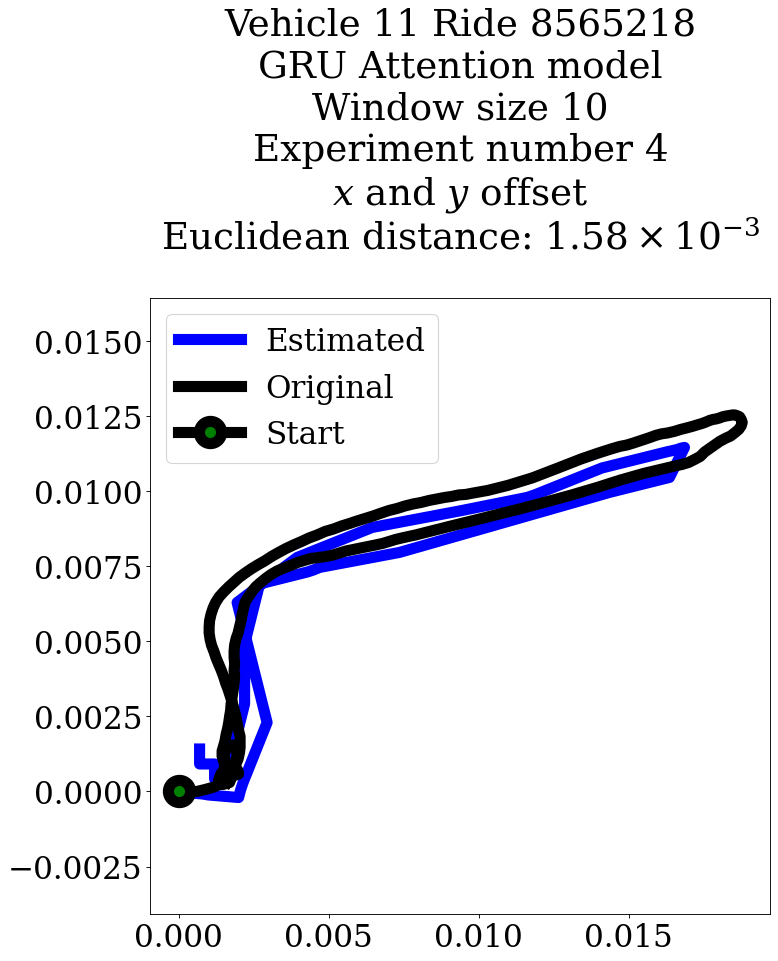 Vehicle 11 Ride 8565218
GRU Attention model
Window size 10
Experiment number 4
x and y offset
Euclidean distance: 1.58 × 10⁻³
Estimated
Original
Start
0.0150
0.0125
0.0100
0.0075
0.0050
0.0025
0.0000
−0.0025
0.000 0.005 0.010 0.015